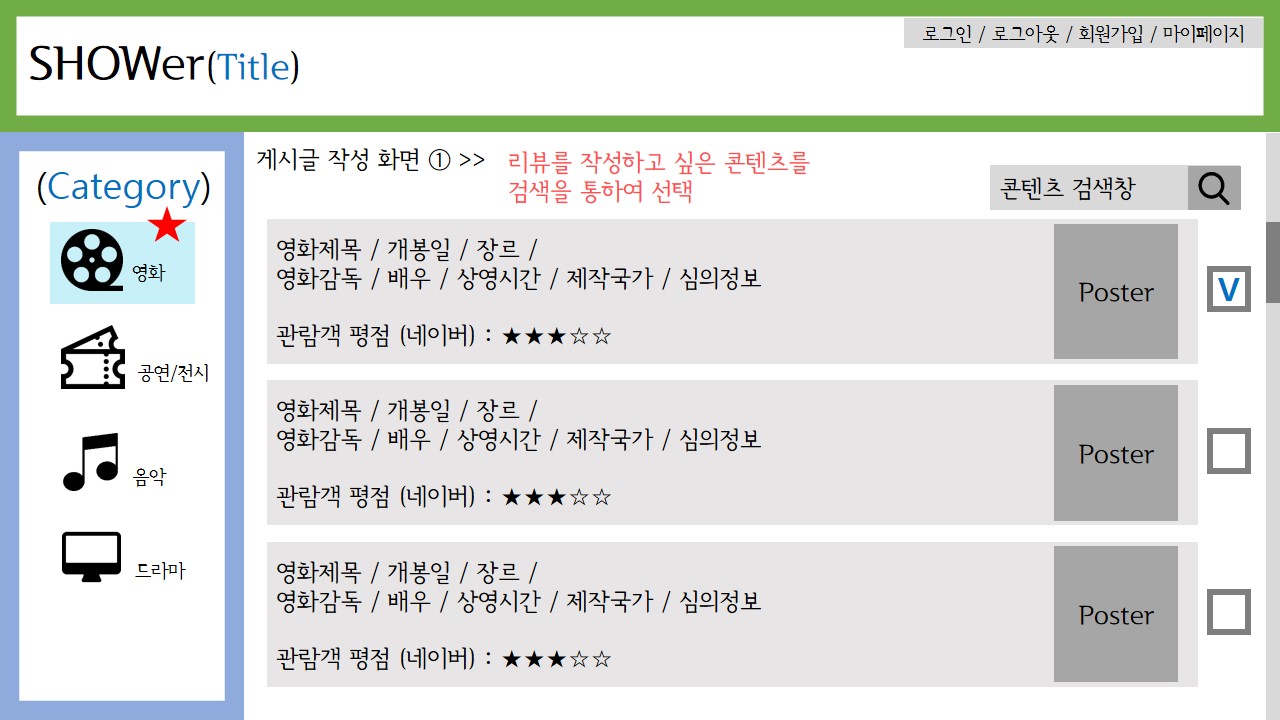 로그인 / 로그아웃 / 회원가입 / 마이페이지
SHOWer(Title)
(Category)
영화
공연/전시
음악
드라마
게시글 작성 화면 ① >>
리뷰를 작성하고 싶은 콘텐츠를
검색을 통하여 선택
콘텐츠 검색창
영화제목 / 개봉일 / 장르 /
영화감독 / 배우 / 상영시간 / 제작국가 / 심의정보
관람객 평점 (네이버) : ★★★☆☆
Poster
V
영화제목 / 개봉일 / 장르 /
영화감독 / 배우 / 상영시간 / 제작국가 / 심의정보
관람객 평점 (네이버) : ★★★☆☆
Poster
영화제목 / 개봉일 / 장르 /
영화감독 / 배우 / 상영시간 / 제작국가 / 심의정보
관람객 평점 (네이버) : ★★★☆☆
Poster